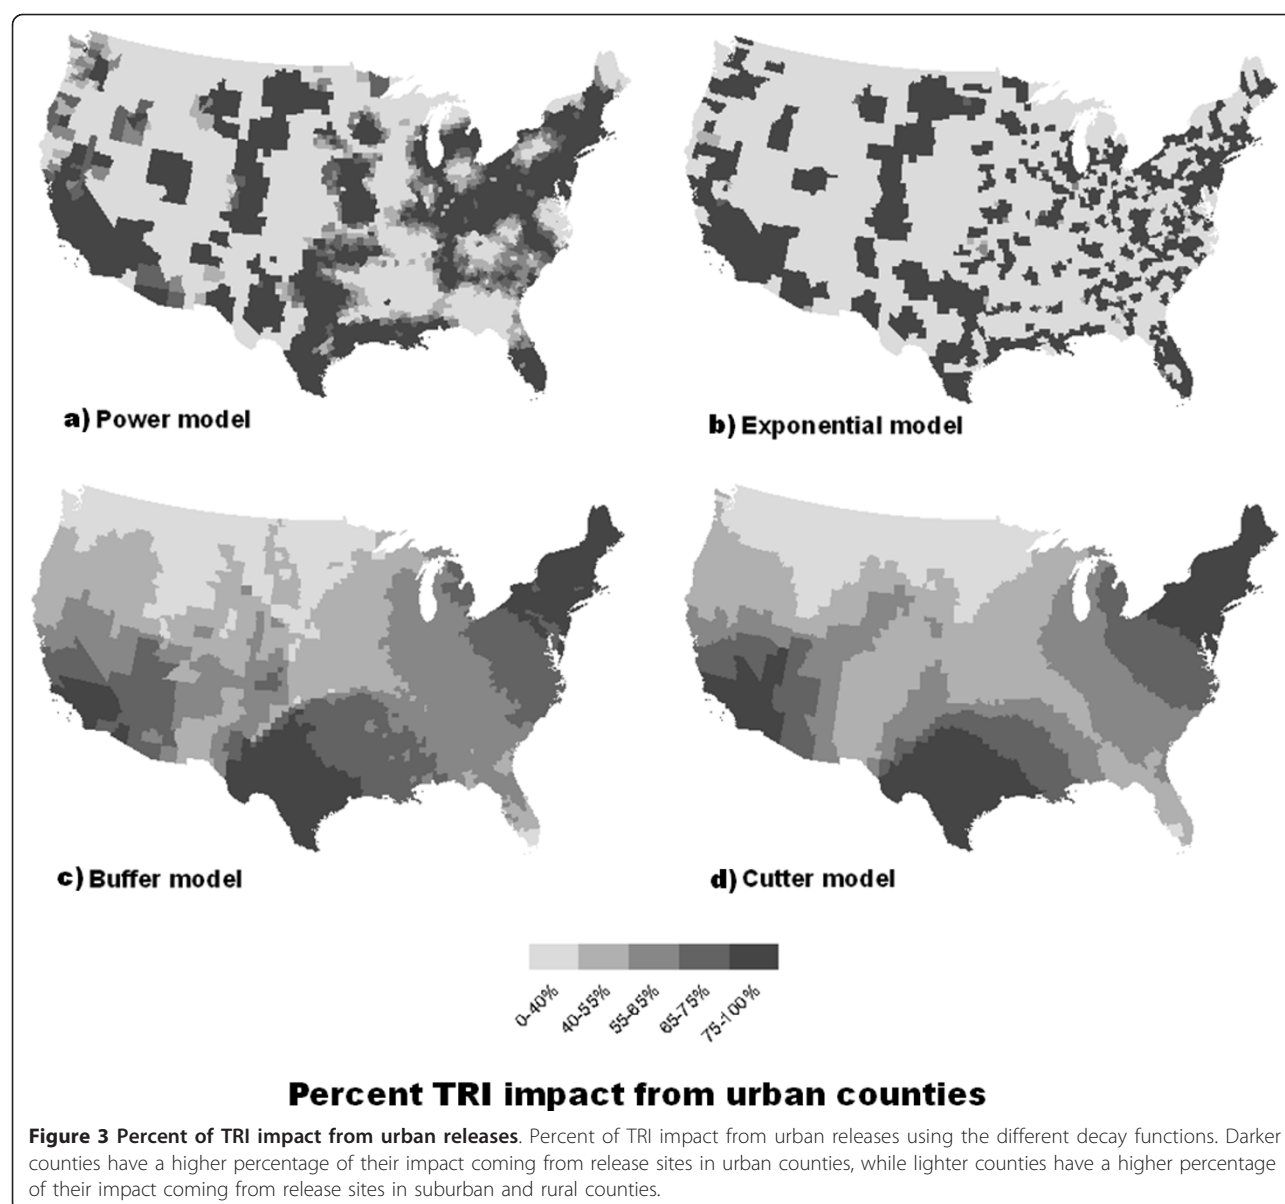 a) Power model
b) Exponential model
c) Buffer model
d) Cutter model
0-40%
40-55%
55-65%
65-75%
75-100%
Percent TRI impact from urban counties
Figure 3 Percent of TRI impact from urban releases. Percent of TRI impact from urban releases using the different decay functions. Darker
counties have a higher percentage of their impact coming from release sites in urban counties, while lighter counties have a higher percentage
of their impact coming from release sites in suburban and rural counties.